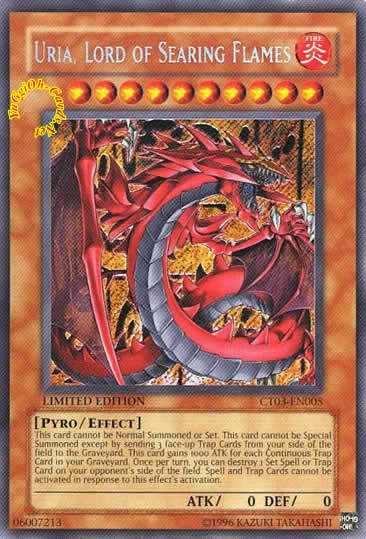 URIA, LORD OF SEARING FLAMES
FIRE
炎
YuGiOh-Cards.Net
LIMITED EDITION
CT03-EN005
[PYRO/EFFECT]
This card cannot be Normal Summoned or Set. This card cannot be Special
Summoned except by sending 3 face-up Trap Cards from your side of the
field to the Graveyard. This card gains 1000 ATK for each Continuous Trap
Card in your Graveyard. Once per turn, you can destroy 1 Set Spell or Trap
Card on your opponent's side of the field. Spell and Trap Cards cannot be
activated in response to this effect's activation.
ATK/ 0 DEF/ 0
06007213
©1996 KAZUKI TAKAHASHI